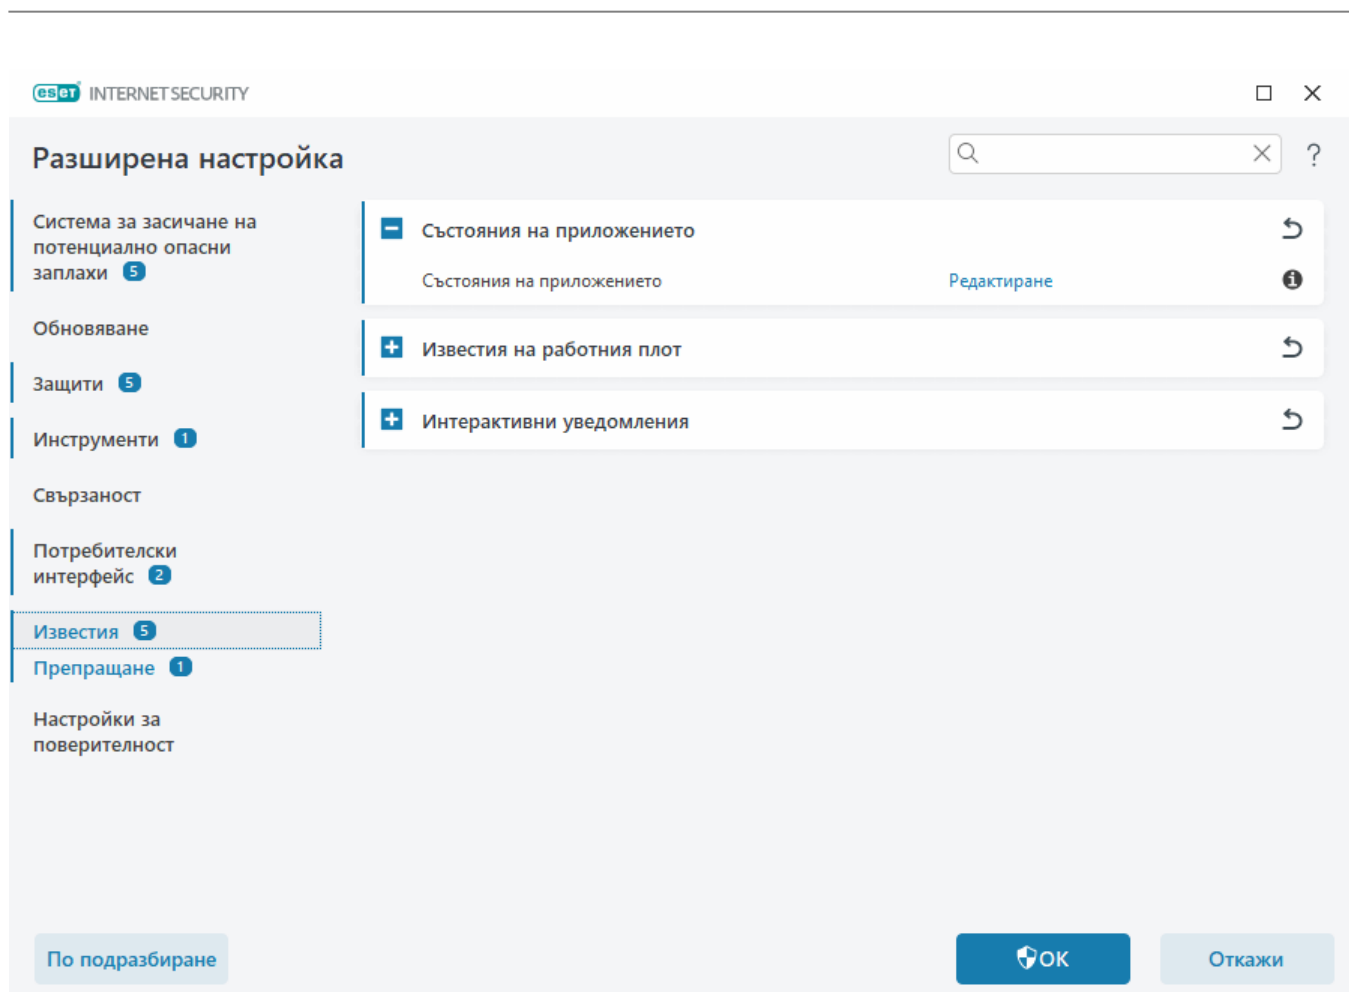 eset INTERNET SECURITY
Разширена настройка
?
Система за засичане на
потенциално опасни
заплахи 5
Обновяване
Защити 5
Инструменти 1
Свързаност
Потребителски
интерфейс 2
Известия 5
Препращане 1
Настройки за
поверителност
Състояния на приложението
Състояния на приложението Редактиране
Известия на работния плот
Интерактивни уведомления
По подразбиране
ОК
Откажи